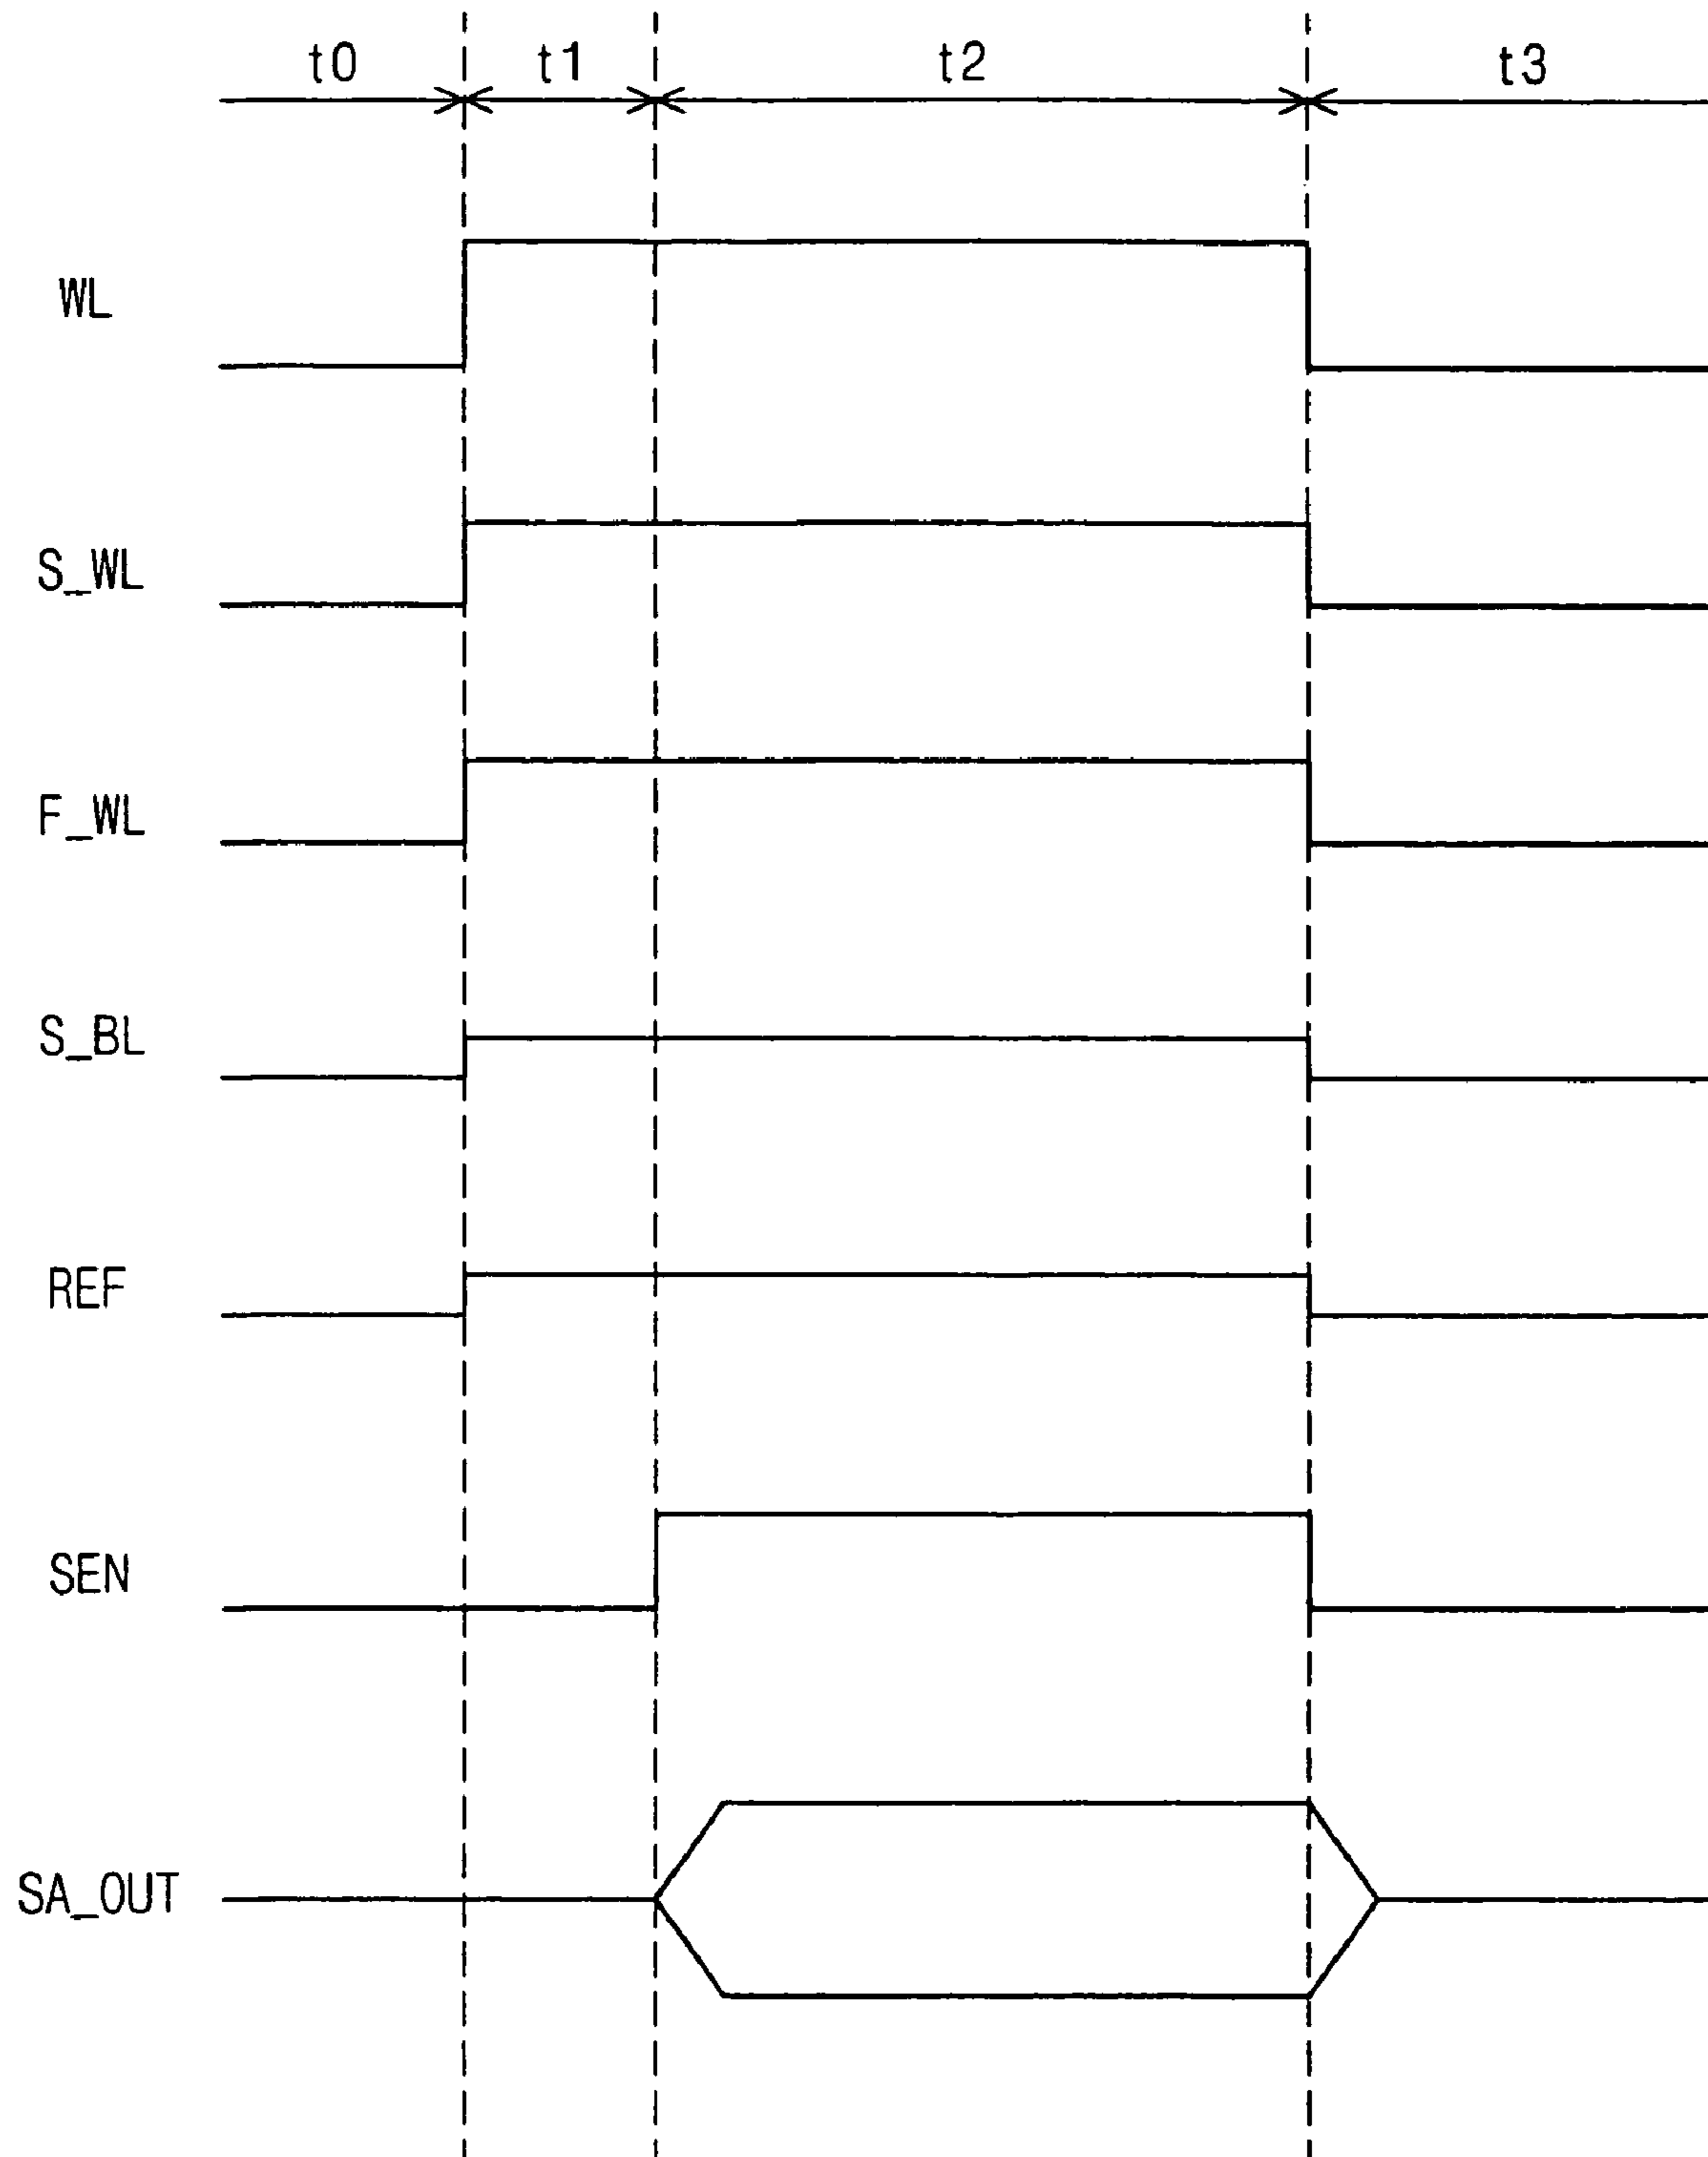 t0 t1 t2 t3
WL
S_WL
F_WL
S_BL
REF
SEN
SA_OUT